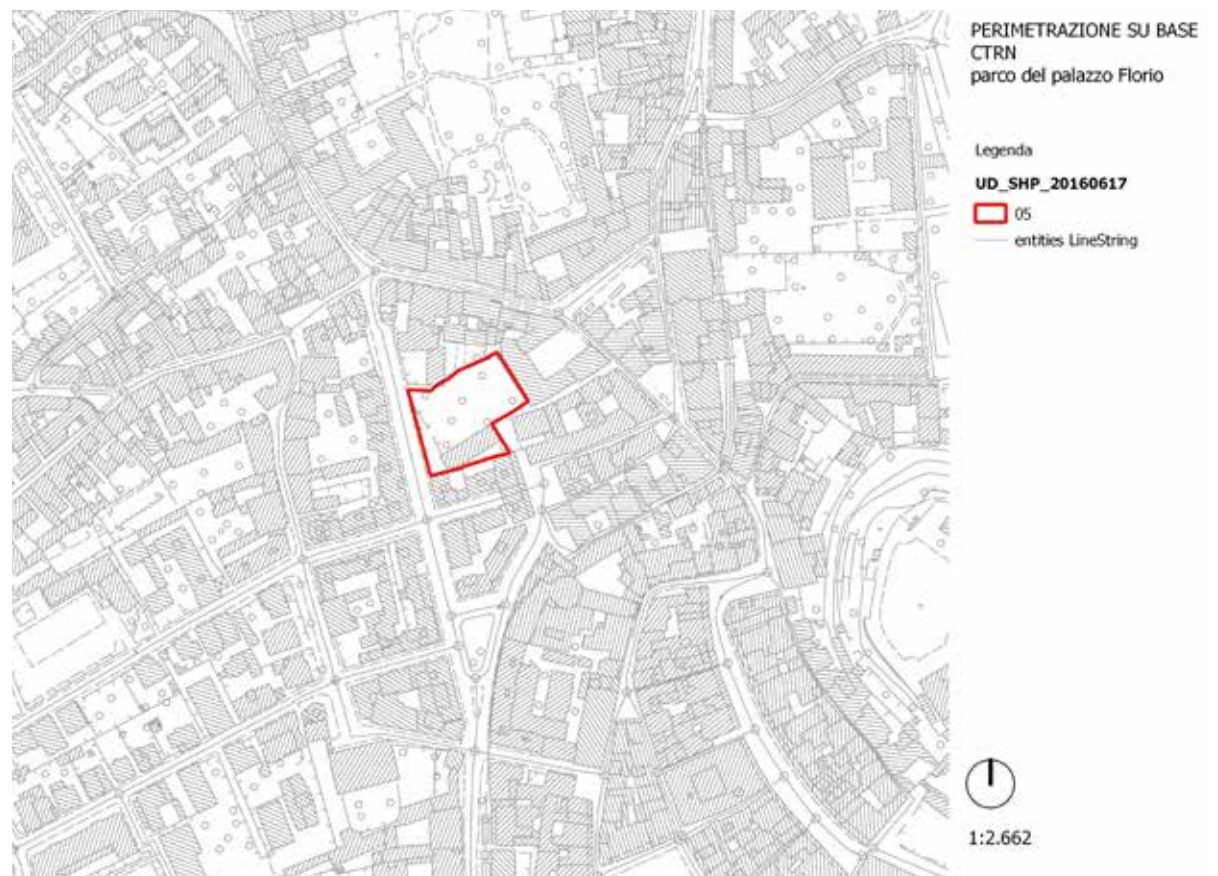 PERIMETRAZIONE SU BASE
CTRN
parco del palazzo Florio
Legenda
UD_SHP_20160617
05
entities LineString
1:2.662